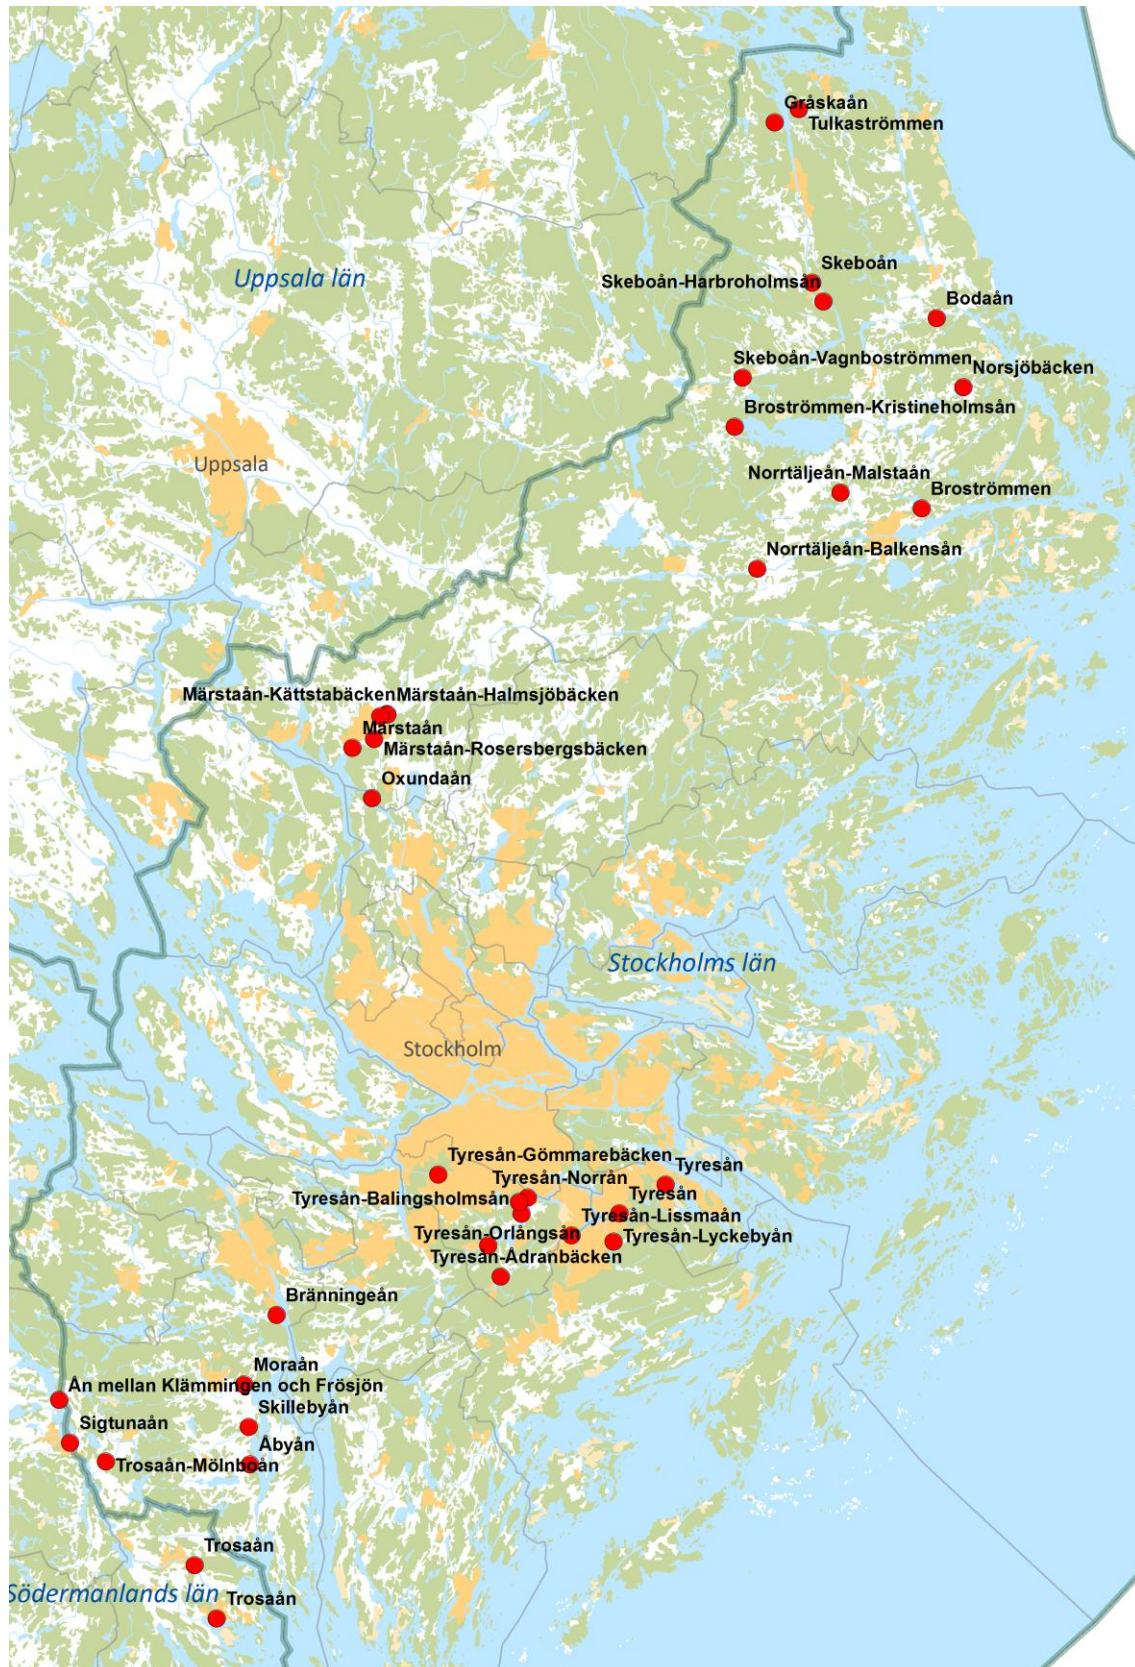 Gråskaån
Tulkaströmmen
Skeboån
Uppsala län
Skeboån-Harbroholmsån
Bodaån
Skeboån-Vagnboströmmen
Norsjöbäcken
Broströmmen-Kristineholmsån
Uppsala
Norrtäljeån-Malstaån
Broströmmen
Norrtäljeån-Balkensån
Märstaån-Kättstabäcken
Märstaån-Halmsjöbäcken
Märstaån
Märstaån-Rosersbergsbäcken
Oxundaån
Stockholms län
Stockholm
Tyresån-Gömmarebäcken
Tyresån
Tyresån-Norrån
Tyresån-Balingsholmsån
Tyresån
Tyresån-Lissmaån
Tyresån-Orlångsån
Tyresån-Lyckebyån
Tyresån-Ådranbäcken
Bränningeån
Moraån
Ån mellan Klämmingen och Frösjön
Skillebyån
Sigtunaån
Åbyån
Trosaån-Mölnboån
Trosaån
Södermanlands län
Trosaån